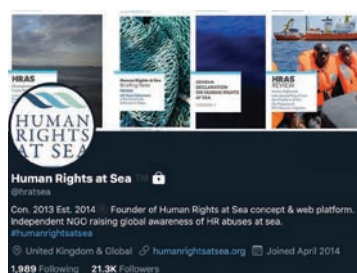 HRAS
Human Rights at Sea
Briefing Note
GENEVA
DECLARATION
ON HUMAN RIGHTS
AT SEA
HRAS
REVIEW
HUMAN
RIGHTS
AT SEA
Human Rights at Sea
@hratsea
Con. 2013 Est. 2014 Founder of Human Rights at Sea concept & web platform.
Independent NGO raising global awareness of HR abuses at sea.
#humanrightsatsea
United Kingdom & Global humanrightsatsea.org Joined April 2014
1,989 Following 21.3K Followers